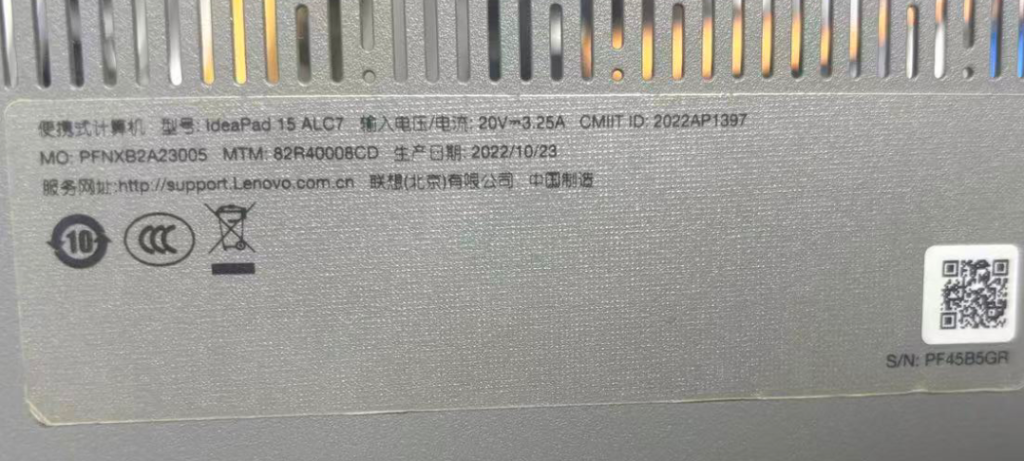 便携式计算机 型号: IdeaPad 15 ALC7 输入电压/电流: 20V⎓3.25A CMIIT ID: 2022AP1397
MO: PFNXB2A23005 MTM: 82R40008CD 生产日期: 2022/10/23
服务网址:http://support.Lenovo.com.cn 联想(北京)有限公司 中国制造
10 CCC
S/N: PF45B5GR